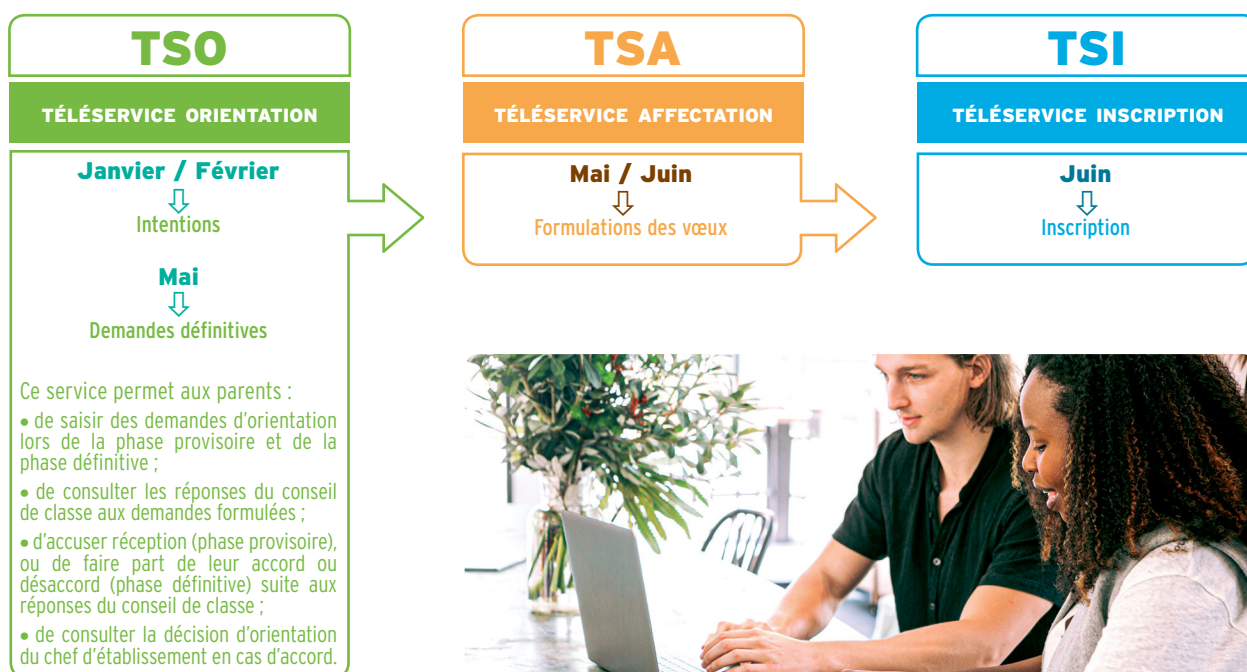 TSO
TÉLÉSERVICE ORIENTATION
Janvier / Février
Intentions
Mai
Demandes définitives
Ce service permet aux parents :
• de saisir des demandes d'orientation
lors de la phase provisoire et de la
phase définitive ;
• de consulter les réponses du conseil
de classe aux demandes formulées ;
• d'accuser réception (phase provisoire),
ou de faire part de leur accord ou
désaccord (phase définitive) suite aux
réponses du conseil de classe ;
• de consulter la décision d'orientation
du chef d'établissement en cas d'accord.
TSA
TÉLÉSERVICE AFFECTATION
Mai / Juin
Formulations des vœux
TSI
TÉLÉSERVICE INSCRIPTION
Juin
Inscription